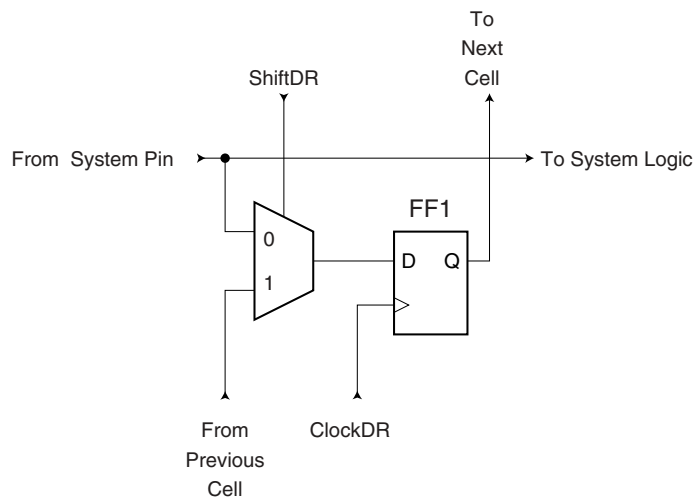 To
Next
Cell
ShiftDR
From System Pin
To System Logic
FF1
0
D Q
1
From
Previous
Cell
ClockDR